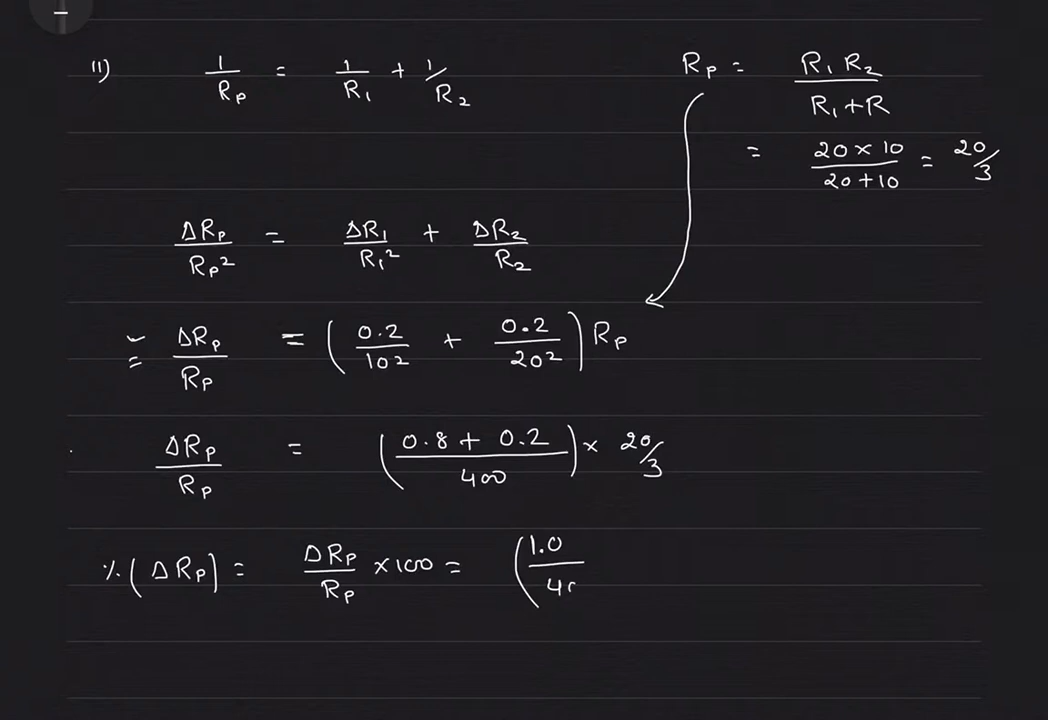 11) 1/Rp = 1/R1 + 1/R2
Rp = R1 R2 / R1 + R
= 20 × 10 / 20 + 10 = 20/3
ΔRp / Rp² = ΔR1 / R1² + ΔR2 / R2
= ΔRp / Rp = (0.2 / 10² + 0.2 / 20²) Rp
ΔRp / Rp = (0.8 + 0.2 / 400) × 20/3
% (ΔRp) = ΔRp / Rp × 100 = (1.0 / 4